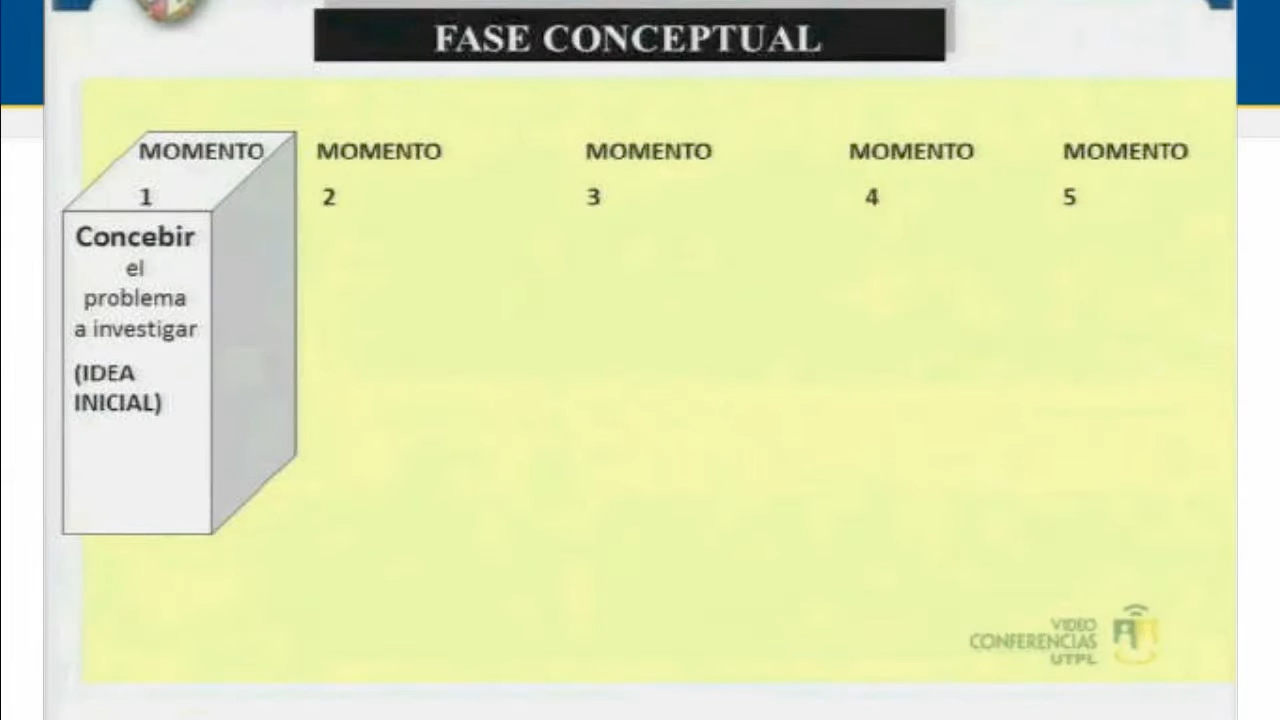 FASE CONCEPTUAL
MOMENTO MOMENTO MOMENTO MOMENTO MOMENTO
1 2 3 4 5
Concebir
el
problema
a investigar
(IDEA
INICIAL)
VIDEO
CONFERENCIAS
UTPL